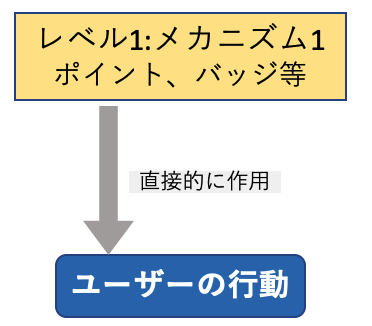 レベル1:メカニズム1
ポイント、バッジ等
直接的に作用
ユーザーの行動